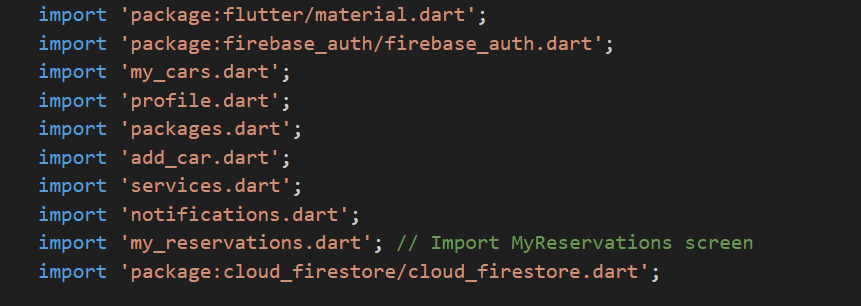 import 'package:flutter/material.dart';
import 'package:firebase_auth/firebase_auth.dart';
import 'my_cars.dart';
import 'profile.dart';
import 'packages.dart';
import 'add_car.dart';
import 'services.dart';
import 'notifications.dart';
import 'my_reservations.dart'; // Import MyReservations screen
import 'package:cloud_firestore/cloud_firestore.dart';